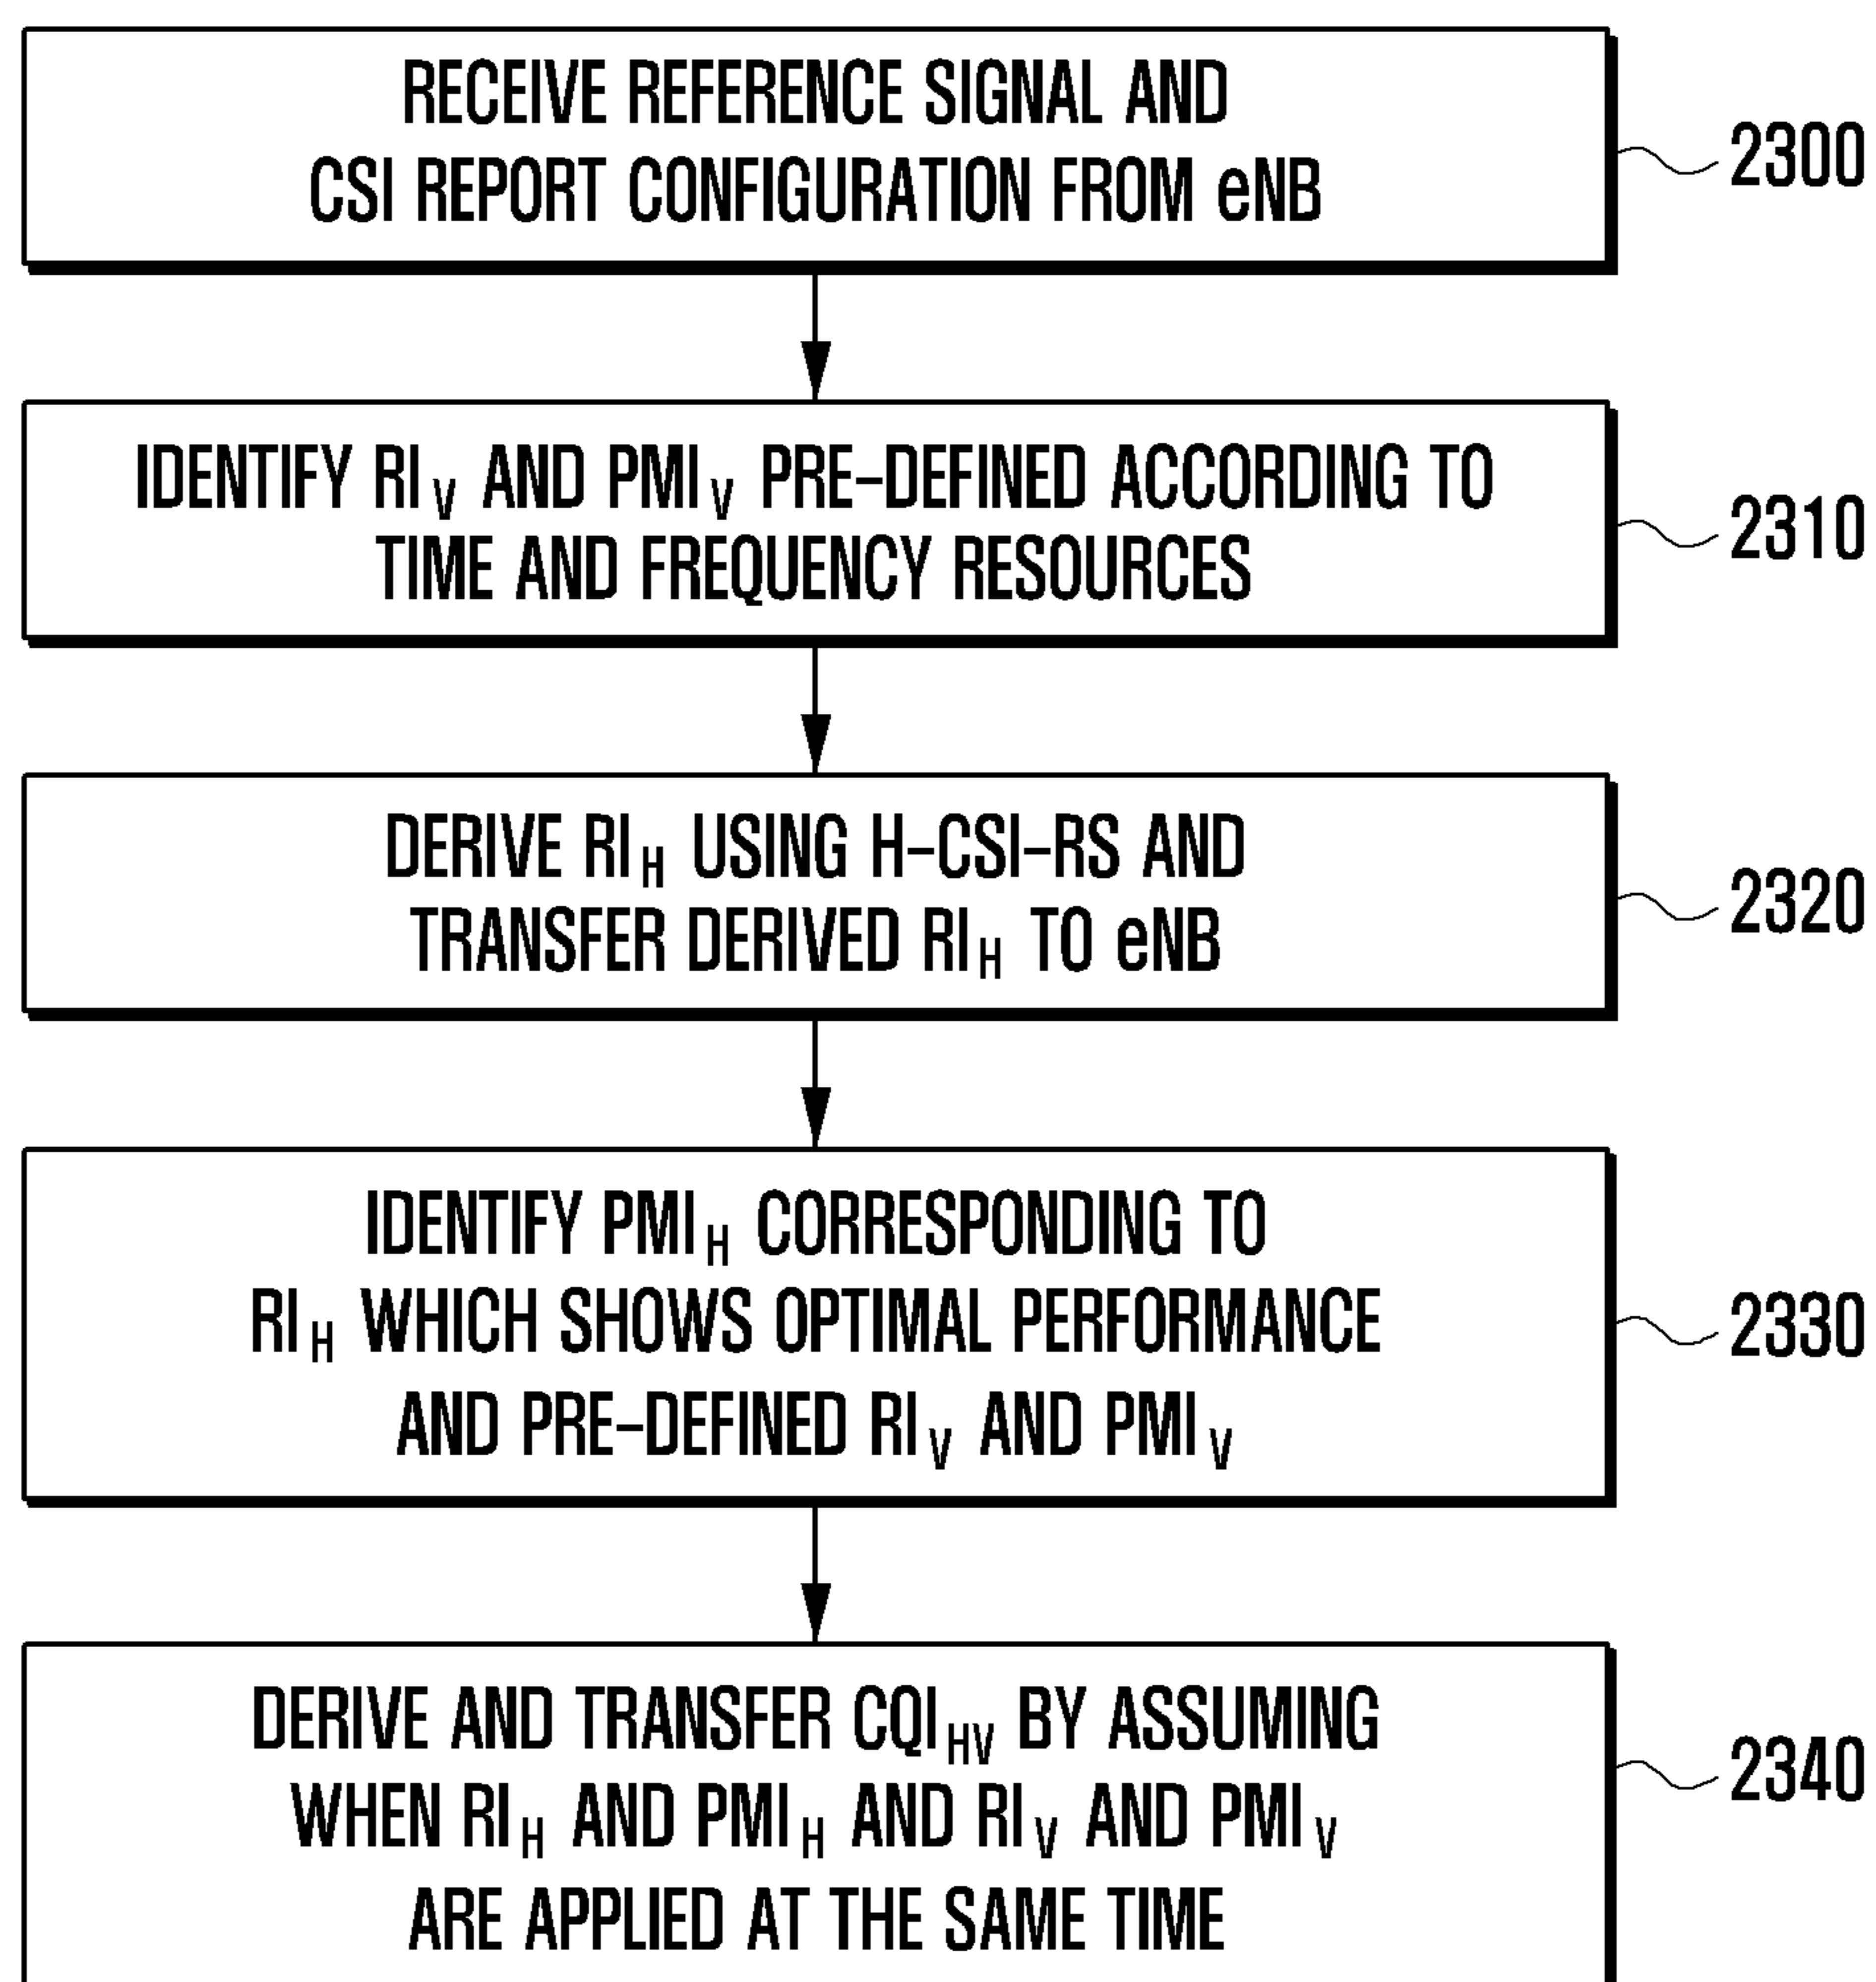 RECEIVE REFERENCE SIGNAL AND
CSI REPORT CONFIGURATION FROM eNB
2300
IDENTIFY RI V AND PMI V PRE-DEFINED ACCORDING TO
TIME AND FREQUENCY RESOURCES
2310
DERIVE RI H USING H-CSI-RS AND
TRANSFER DERIVED RI H TO eNB
2320
IDENTIFY PMI H CORRESPONDING TO
RI H WHICH SHOWS OPTIMAL PERFORMANCE
AND PRE-DEFINED RI V AND PMI V
2330
DERIVE AND TRANSFER CQI HV BY ASSUMING
WHEN RI H AND PMI H AND RI V AND PMI V
ARE APPLIED AT THE SAME TIME
2340